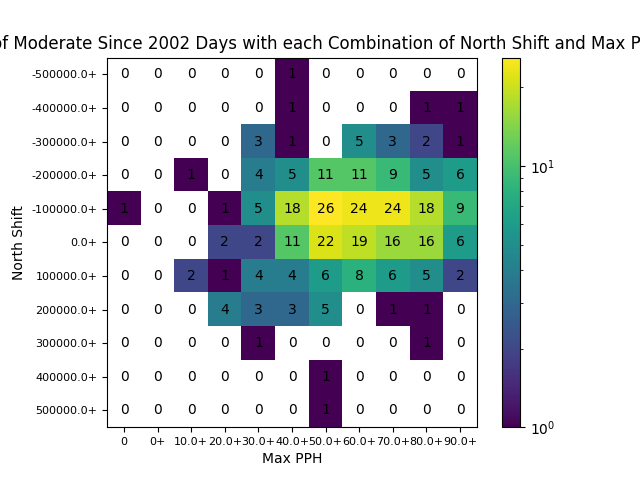 of Moderate Since 2002 Days with each Combination of North Shift and Max P
North Shift
-500000.0+ 0 0 0 0 0 1 0 0 0 0 0
-400000.0+ 0 0 0 0 0 1 0 0 0 1 1
-300000.0+ 0 0 0 0 3 1 0 5 3 2 1
-200000.0+ 0 0 1 0 4 5 11 11 9 5 6
-100000.0+ 1 0 0 1 5 18 26 24 24 18 9
0.0+ 0 0 0 2 2 11 22 19 16 16 6
100000.0+ 0 0 2 1 4 4 6 8 6 5 2
200000.0+ 0 0 0 4 3 3 5 0 1 1 0
300000.0+ 0 0 0 0 1 0 0 0 0 1 0
400000.0+ 0 0 0 0 0 0 1 0 0 0 0
500000.0+ 0 0 0 0 0 0 1 0 0 0 0
0 0+ 10.0+ 20.0+ 30.0+ 40.0+ 50.0+ 60.0+ 70.0+ 80.0+ 90.0+
Max PPH
10¹
10⁰